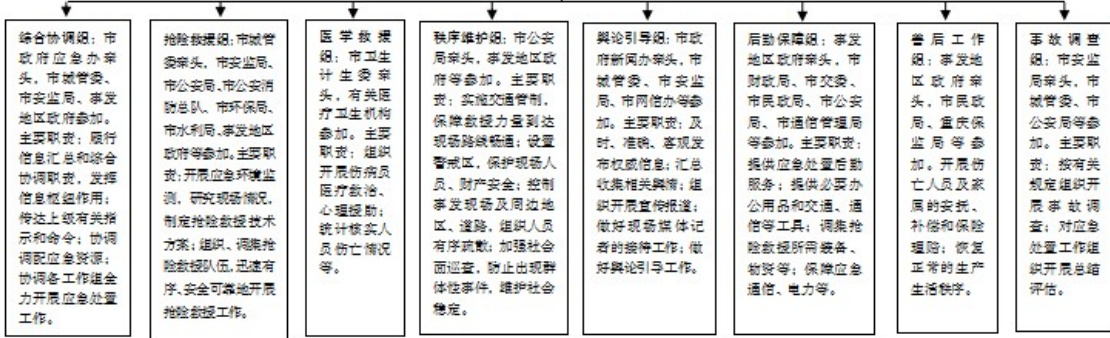 综合协调组：市
政府应急办牵
头，市城管委、
市安监局、事发
地区政府参加。
主要职责：履行
信息汇总和综合
协调职责，发挥
信息枢纽作用；
传达上级有关指
示和命令；协调
调配应急资源；
协调各工作组全
力开展应急处置
工作。
抢险救援组：市城管
委牵头，市安监局、
市公安局、市公安消
防总队、市环保局、
市水利局、事发地区
政府等参加。主要职
责：开展应急环境监
测，研究现场情况，
制定抢险救援技术
方案；组织、调集抢
险救援队伍，迅速有
序、安全可靠地开展
抢险救援工作。
医学救援
组：市卫生
计生委牵
头，有关医
疗卫生机构
参加。主要
职责：组织
开展伤病员
医疗救治、
心理援助；
统计核实人
员伤亡情况
等。
秩序维护组：市公安
局牵头，事发地区政
府等参加。主要职
责：实施交通管制，
保障救援力量到达
现场路线畅通；设置
警戒区，保护现场人
员、财产安全；控制
事发现场及周边地
区、道路，组织人员
有序疏散；加强社会
面巡查，防止出现群
体性事件，维护社会
稳定。
舆论引导组：市政
府新闻办牵头，市
城管委、市安监
局、市网信办等参
加。主要职责：及
时、准确、客观发
布权威信息；汇总
收集相关舆情；组
织开展宣传报道；
做好现场媒体记者
的接待工作；做
好舆论引导工作。
后勤保障组：事发
地区政府牵头，市
财政局、市交委、
市民政局、市公安
局、市通信管理局
等参加。主要职责：
提供应急处置后勤
服务；提供必要办
公用品和交通、通
信等工具；调集抢
险救援所需装备、
物资等；保障应急
通信、电力等。
善后工作
组：事发地
区政府牵
头，市民政
局、重庆保
监局等参
加。开展伤
亡人员及家
属的安抚、
补偿和保险
理赔；恢复
正常的生产
生活秩序。
事故调查
组：市安监
局牵头，市
城管委、市
公安局等参
加。主要职
责：按有关
规定组织开
展事故调
查；对应急
处置工作组
织开展总结
评估。